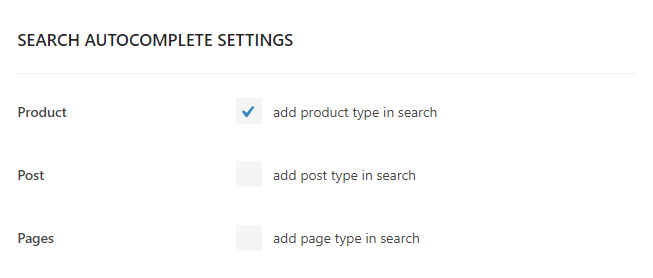 SEARCH AUTOCOMPLETE SETTINGS
Product add product type in search
Post add post type in search
Pages add page type in search